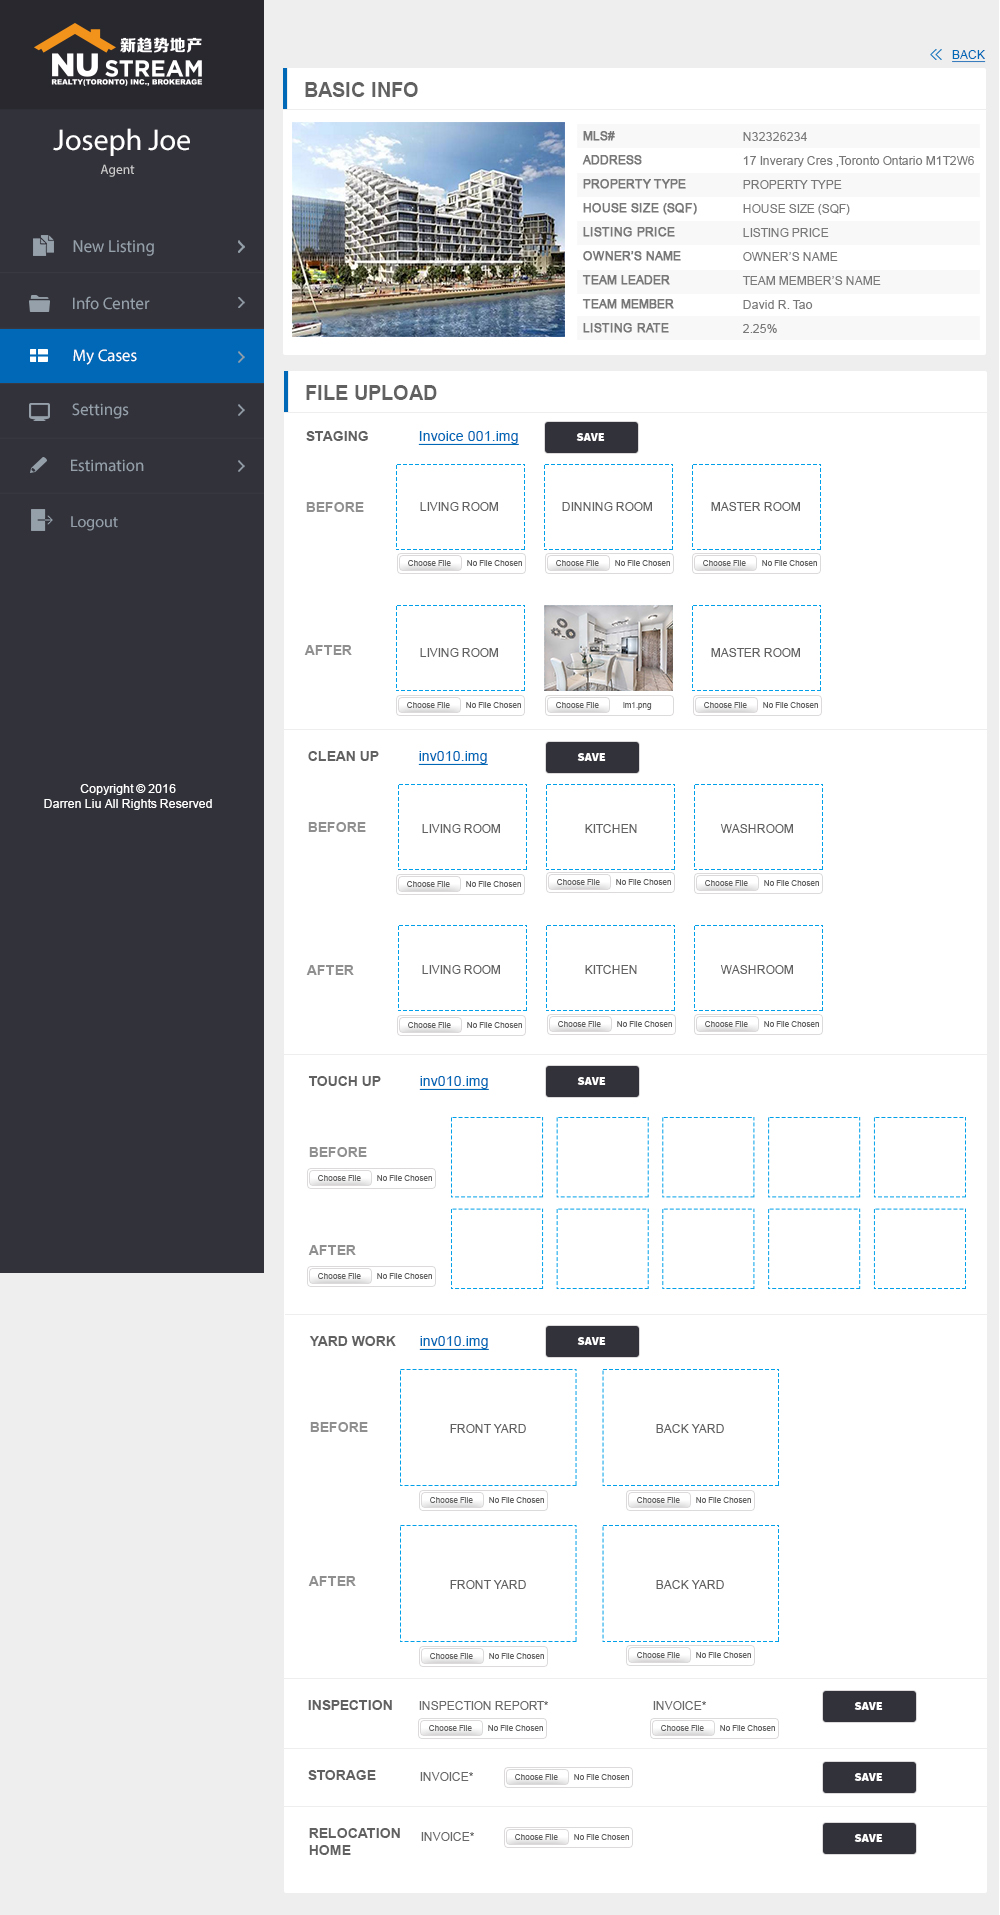 新趋势地产
NU STREAM
REALTY(TORONTO) INC., BROKERAGE
Joseph Joe
Agent
New Listing
Info Center
My Cases
Settings
Estimation
Logout
Copyright © 2016
Darren Liu All Rights Reserved
BACK
BASIC INFO
MLS# N32326234
ADDRESS 17 Inverary Cres ,Toronto Ontario M1T2W6
PROPERTY TYPE PROPERTY TYPE
HOUSE SIZE (SQF) HOUSE SIZE (SQF)
LISTING PRICE LISTING PRICE
OWNER'S NAME OWNER'S NAME
TEAM LEADER TEAM MEMBER'S NAME
TEAM MEMBER David R. Tao
LISTING RATE 2.25%
FILE UPLOAD
STAGING Invoice 001.img SAVE
BEFORE LIVING ROOM DINNING ROOM MASTER ROOM
Choose File No File Chosen Choose File No File Chosen Choose File No File Chosen
AFTER LIVING ROOM MASTER ROOM
Choose File No File Chosen Choose File im1.png Choose File No File Chosen
CLEAN UP inv010.img SAVE
BEFORE LIVING ROOM KITCHEN WASHROOM
Choose File No File Chosen Choose File No File Chosen Choose File No File Chosen
AFTER LIVING ROOM KITCHEN WASHROOM
Choose File No File Chosen Choose File No File Chosen Choose File No File Chosen
TOUCH UP inv010.img SAVE
BEFORE
Choose File No File Chosen
AFTER
Choose File No File Chosen
YARD WORK inv010.img SAVE
BEFORE FRONT YARD BACK YARD
Choose File No File Chosen Choose File No File Chosen
AFTER FRONT YARD BACK YARD
Choose File No File Chosen Choose File No File Chosen
INSPECTION INSPECTION REPORT* INVOICE* SAVE
Choose File No File Chosen Choose File No File Chosen
STORAGE INVOICE* Choose File No File Chosen SAVE
RELOCATION INVOICE* Choose File No File Chosen SAVE
HOME